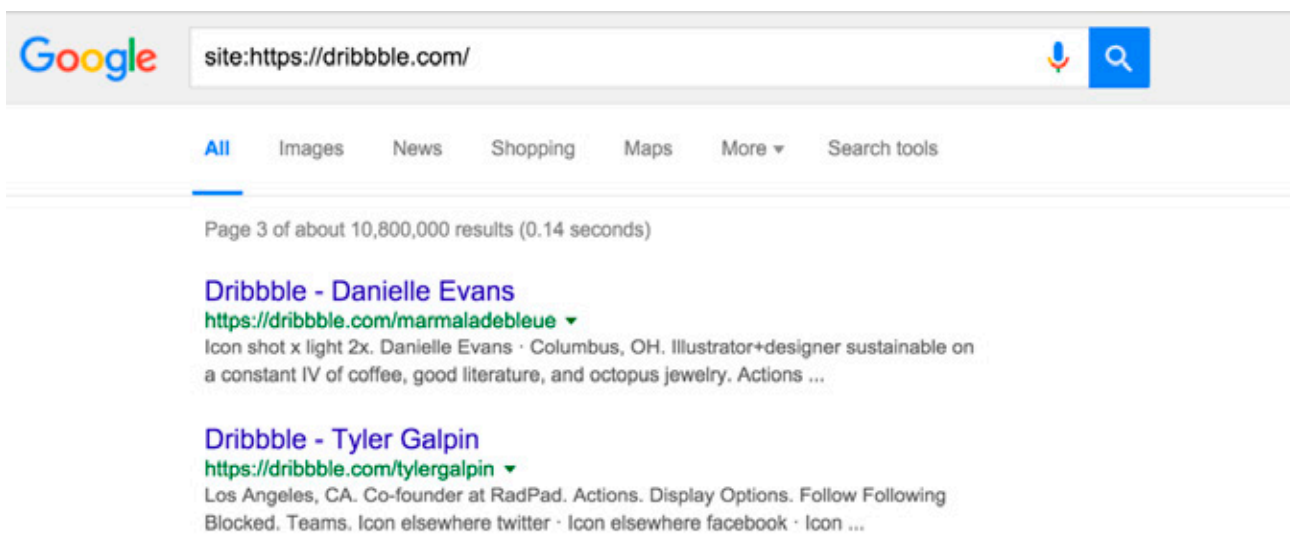 Google
site:https://dribbble.com/
All Images News Shopping Maps More Search tools
Page 3 of about 10,800,000 results (0.14 seconds)
Dribbble - Danielle Evans
https://dribbble.com/marmaladebleue
Icon shot x light 2x. Danielle Evans · Columbus, OH. Illustrator+designer sustainable on
a constant IV of coffee, good literature, and octopus jewelry. Actions ...
Dribbble - Tyler Galpin
https://dribbble.com/tylergalpin
Los Angeles, CA. Co-founder at RadPad. Actions. Display Options. Follow Following
Blocked. Teams. Icon elsewhere twitter · Icon elsewhere facebook · Icon ...